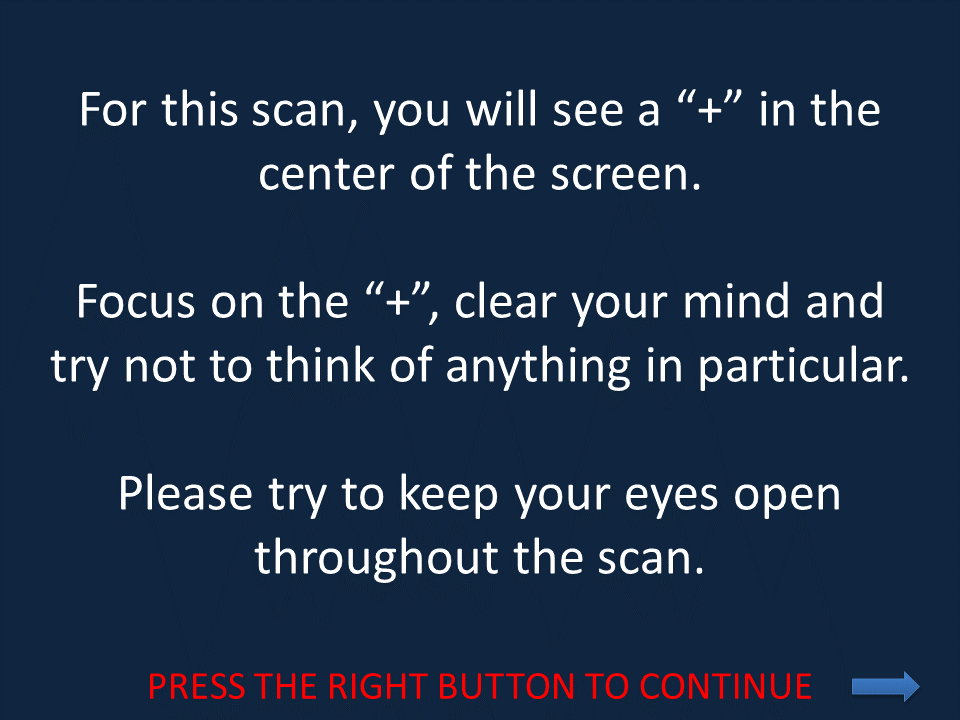 For this scan, you will see a “+” in the
center of the screen.
Focus on the “+”, clear your mind and
try not to think of anything in particular.
Please try to keep your eyes open
throughout the scan.
PRESS THE RIGHT BUTTON TO CONTINUE